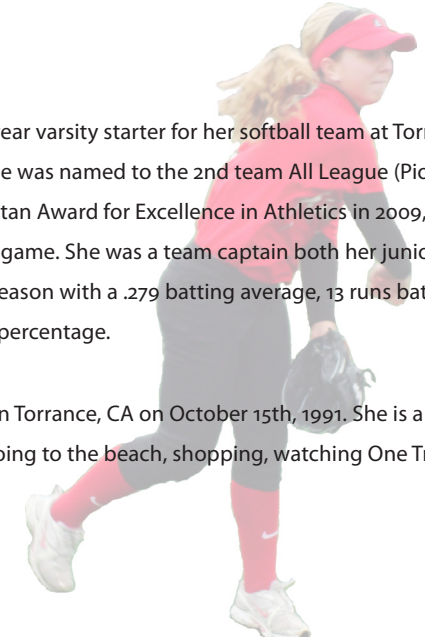 ear varsity starter for her softball team at Torr
e was named to the 2nd team All League (Pio
tan Award for Excellence in Athletics in 2009,
game. She was a team captain both her junio
eason with a .279 batting average, 13 runs bat
percentage.
n Torrance, CA on October 15th, 1991. She is a
oing to the beach, shopping, watching One Tr